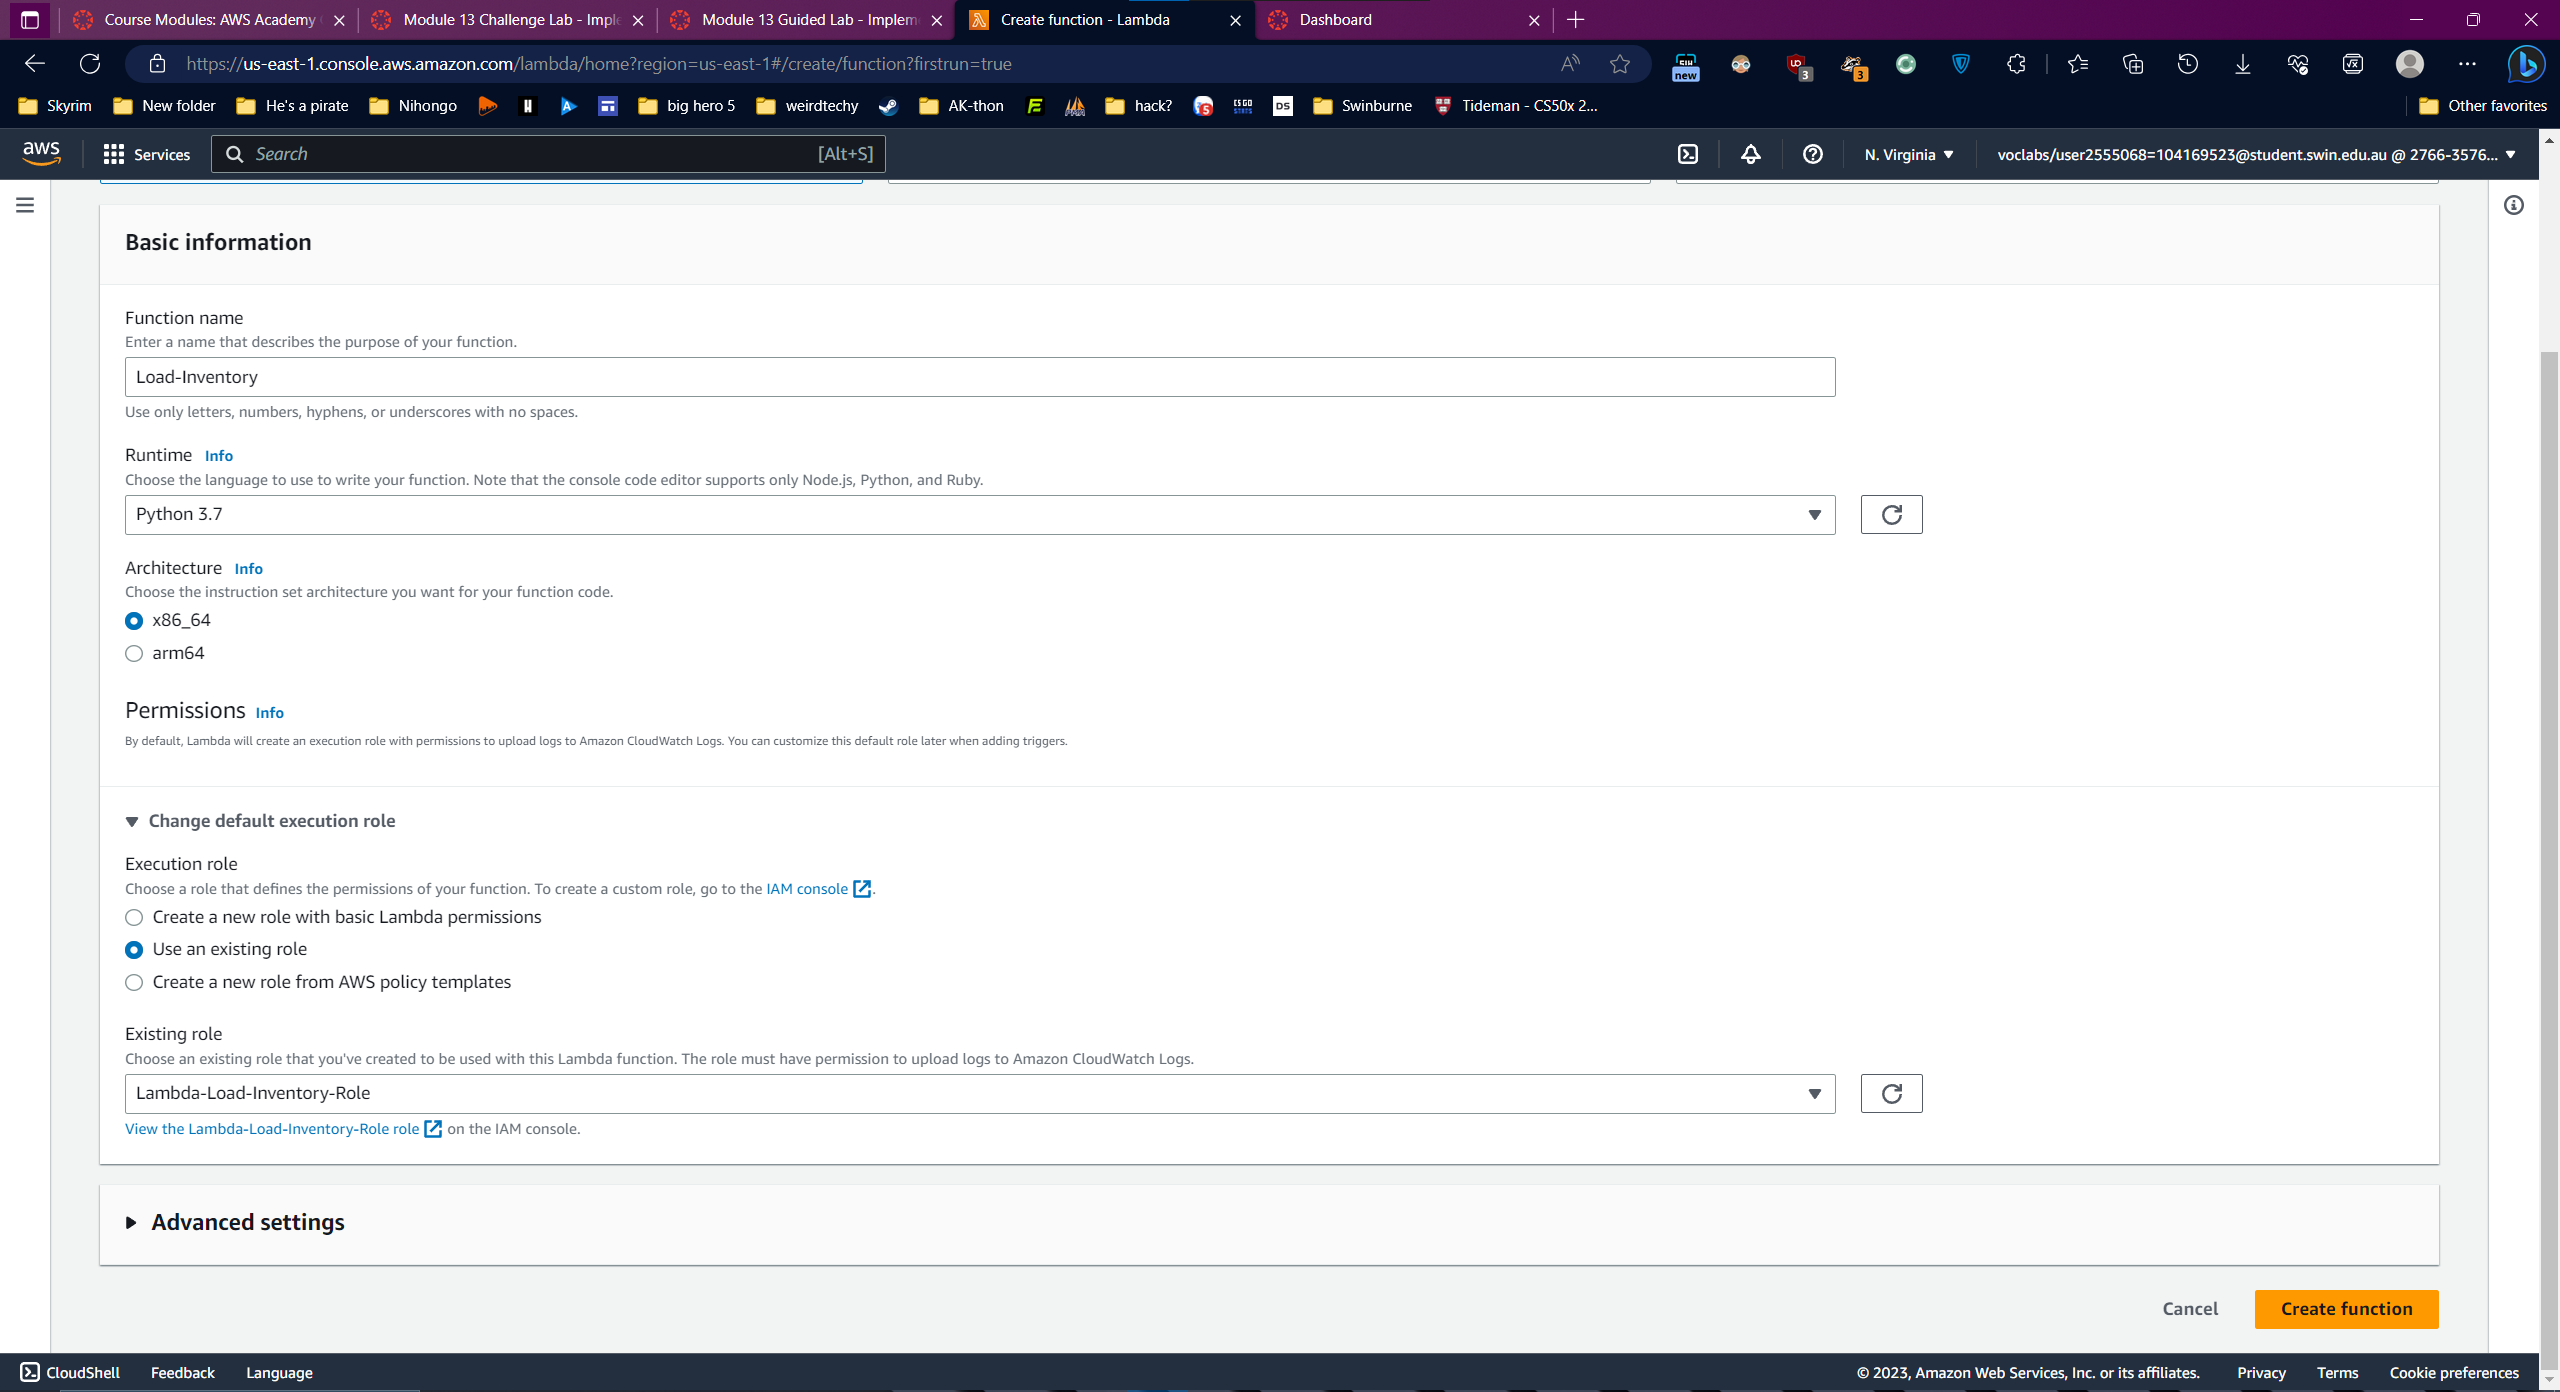 Course Modules: AWS Academy
Module 13 Challenge Lab - Imple
Module 13 Guided Lab - Implem
Create function - Lambda
Dashboard
https://us-east-1.console.aws.amazon.com/lambda/home?region=us-east-1#/create/function?firstrun=true
new
3
3
Skyrim
New folder
He's a pirate
Nihongo
big hero 5
weirdtechy
AK-thon
hack?
DS
Swinburne
Tideman - CS50x 2...
Other favorites
aws
Services
Search
[Alt+S]
N. Virginia
voclabs/user2555068=104169523@student.swin.edu.au @ 2766-3576...
Basic information
Function name
Enter a name that describes the purpose of your function.
Load-Inventory
Use only letters, numbers, hyphens, or underscores with no spaces.
Runtime Info
Choose the language to use to write your function. Note that the console code editor supports only Node.js, Python, and Ruby.
Python 3.7
Architecture Info
Choose the instruction set architecture you want for your function code.
x86_64
arm64
Permissions Info
By default, Lambda will create an execution role with permissions to upload logs to Amazon CloudWatch Logs. You can customize this default role later when adding triggers.
Change default execution role
Execution role
Choose a role that defines the permissions of your function. To create a custom role, go to the IAM console.
Create a new role with basic Lambda permissions
Use an existing role
Create a new role from AWS policy templates
Existing role
Choose an existing role that you've created to be used with this Lambda function. The role must have permission to upload logs to Amazon CloudWatch Logs.
Lambda-Load-Inventory-Role
View the Lambda-Load-Inventory-Role role on the IAM console.
Advanced settings
Cancel
Create function
CloudShell
Feedback
Language
© 2023, Amazon Web Services, Inc. or its affiliates.
Privacy
Terms
Cookie preferences